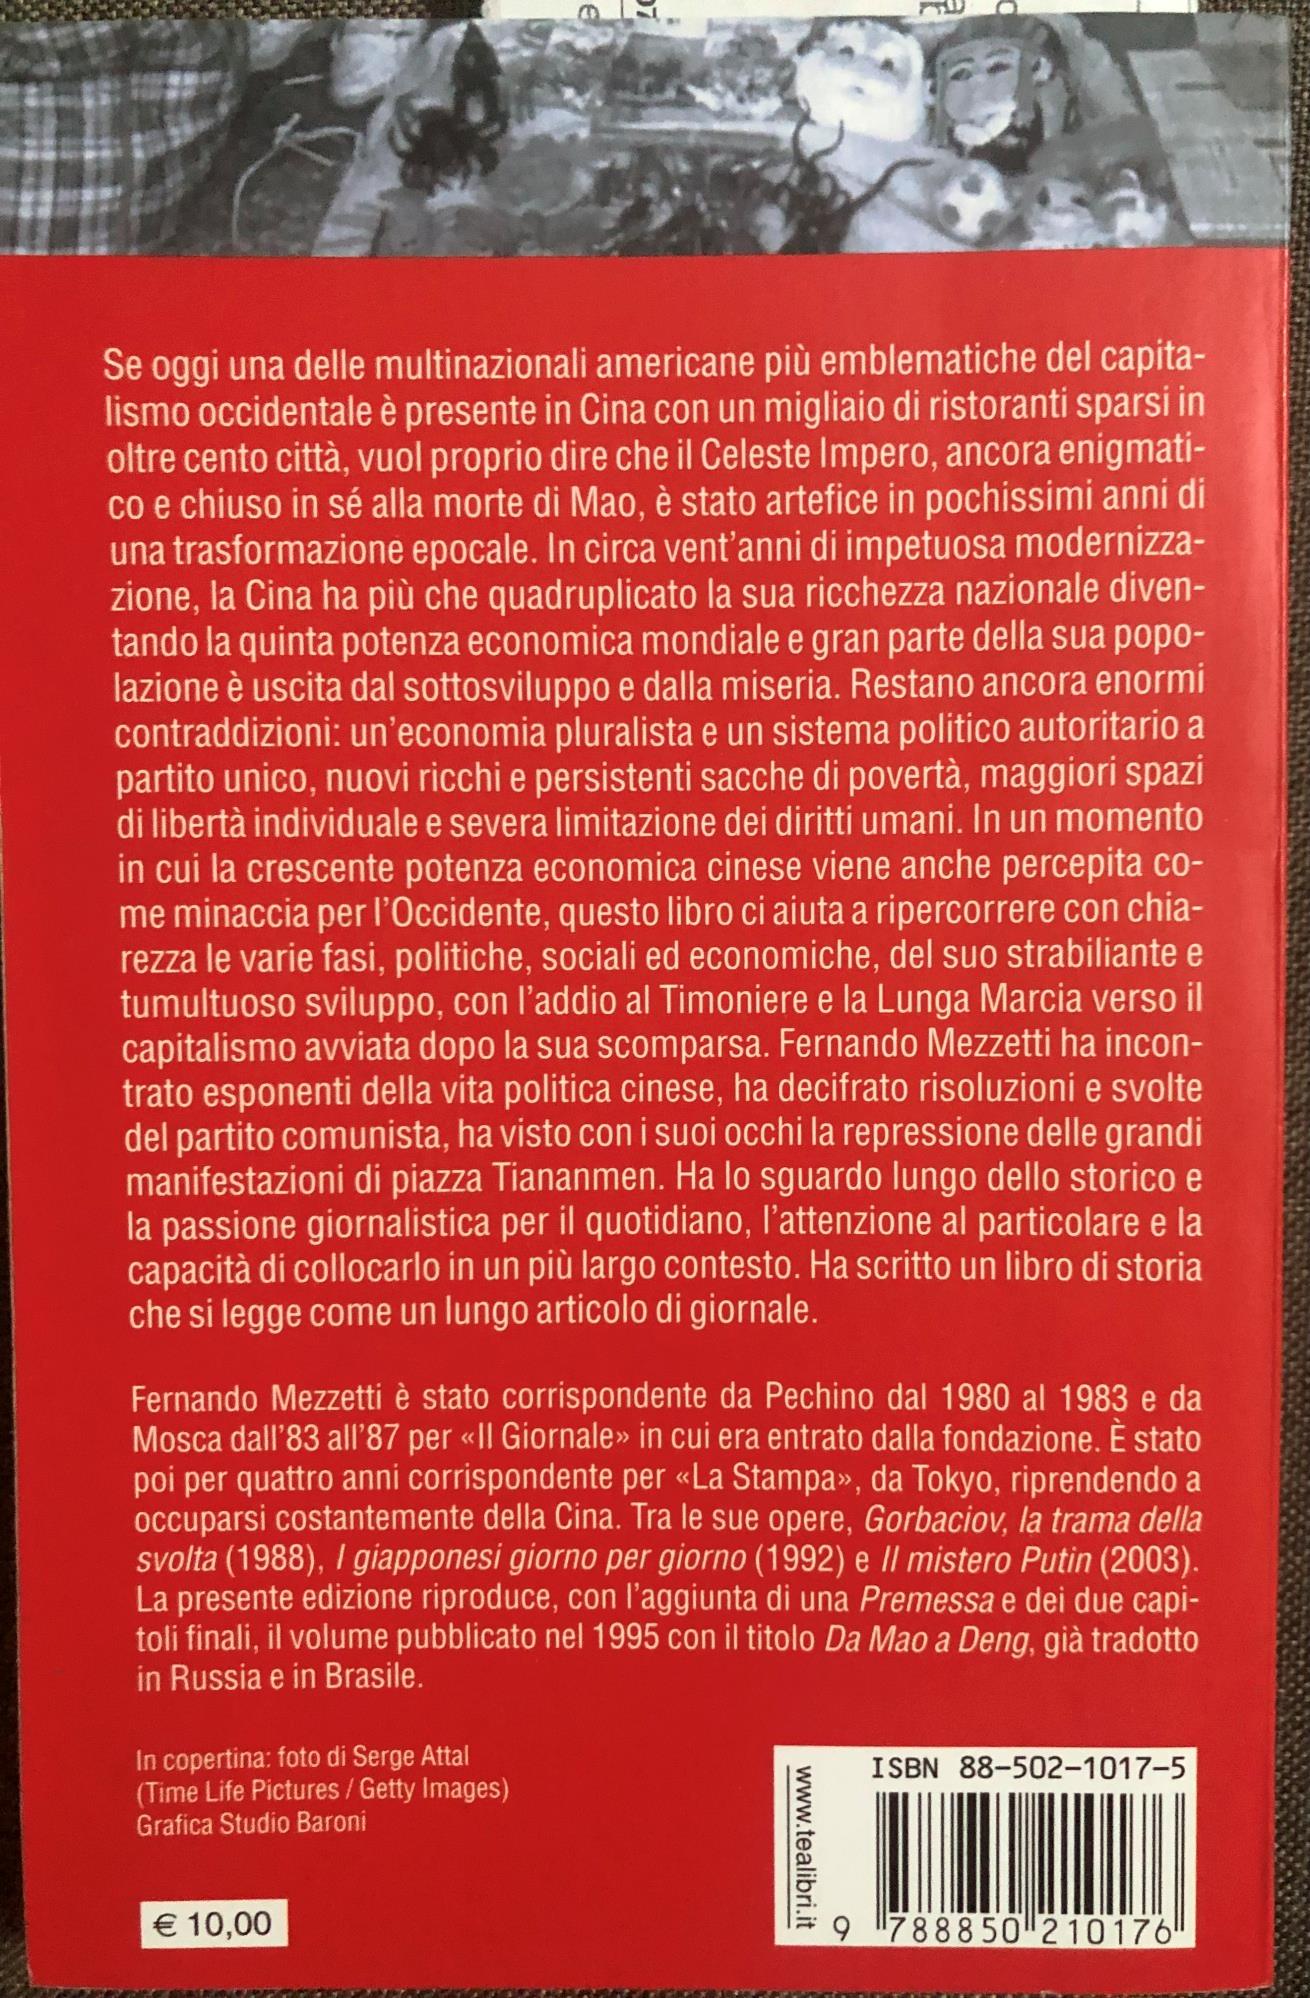 Se oggi una delle multinazionali americane più emblematiche del capita-
lismo occidentale è presente in Cina con un migliaio di ristoranti sparsi in
oltre cento città, vuol proprio dire che il Celeste Impero, ancora enigmati-
co e chiuso in sé alla morte di Mao, è stato artefice in pochissimi anni di
una trasformazione epocale. In circa vent'anni di impetuosa modernizza-
zione, la Cina ha più che quadruplicato la sua ricchezza nazionale diven-
tando la quinta potenza economica mondiale e gran parte della sua popo-
lazione è uscita dal sottosviluppo e dalla miseria. Restano ancora enormi
contraddizioni: un'economia pluralista e un sistema politico autoritario a
partito unico, nuovi ricchi e persistenti sacche di povertà, maggiori spazi
di libertà individuale e severa limitazione dei diritti umani. In un momento
in cui la crescente potenza economica cinese viene anche percepita co-
me minaccia per l'Occidente, questo libro ci aiuta a ripercorrere con chia-
rezza le varie fasi, politiche, sociali ed economiche, del suo strabiliante e
tumultuoso sviluppo, con l'addio al Timoniere e la Lunga Marcia verso il
capitalismo avviata dopo la sua scomparsa. Fernando Mezzetti ha incon-
trato esponenti della vita politica cinese, ha decifrato risoluzioni e svolte
del partito comunista, ha visto con i suoi occhi la repressione delle grandi
manifestazioni di piazza Tiananmen. Ha lo sguardo lungo dello storico e
la passione giornalistica per il quotidiano, l'attenzione al particolare e la
capacità di collocarlo in un più largo contesto. Ha scritto un libro di storia
che si legge come un lungo articolo di giornale.
Fernando Mezzetti è stato corrispondente da Pechino dal 1980 al 1983 e da
Mosca dall'83 all'87 per «Il Giornale» in cui era entrato dalla fondazione. È stato
poi per quattro anni corrispondente per «La Stampa», da Tokyo, riprendendo a
occuparsi costantemente della Cina. Tra le sue opere, Gorbaciov, la trama della
svolta (1988), I giapponesi giorno per giorno (1992) e Il mistero Putin (2003).
La presente edizione riproduce, con l'aggiunta di una Premessa e dei due capi-
toli finali, il volume pubblicato nel 1995 con il titolo Da Mao a Deng, già tradotto
in Russia e in Brasile.
In copertina: foto di Serge Attal
(Time Life Pictures / Getty Images)
Grafica Studio Baroni
€ 10,00
www.tealibri.it
ISBN 88-502-1017-5
9 788850 210176